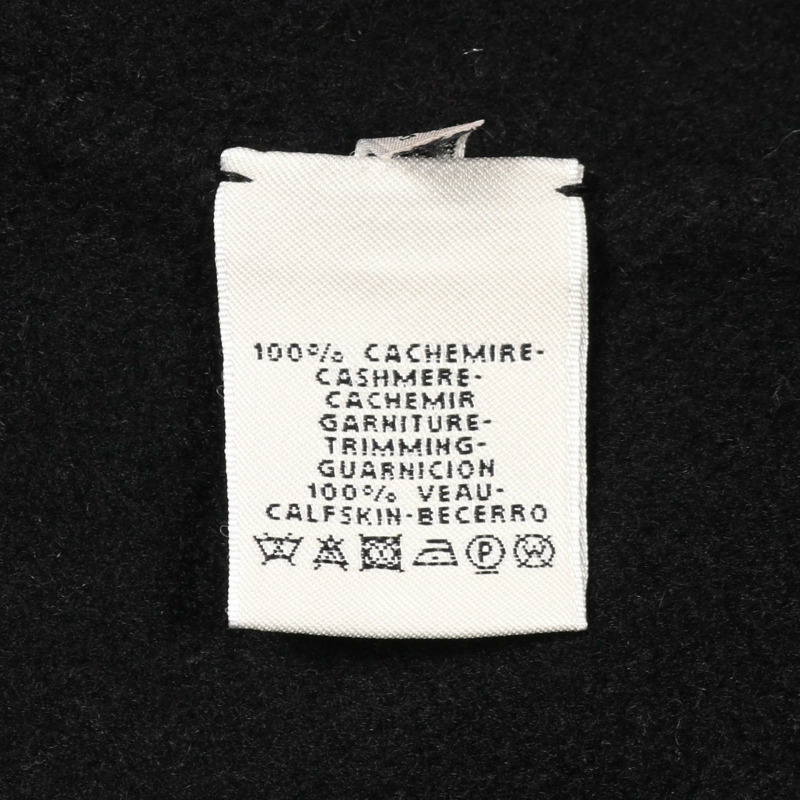 100% CACHEMIRE-
CASHMERE-
CACHEMIR
GARNITURE-
TRIMMING-
GUARNICION
100% VEAU-
CALFSKIN-BECERRO
P W